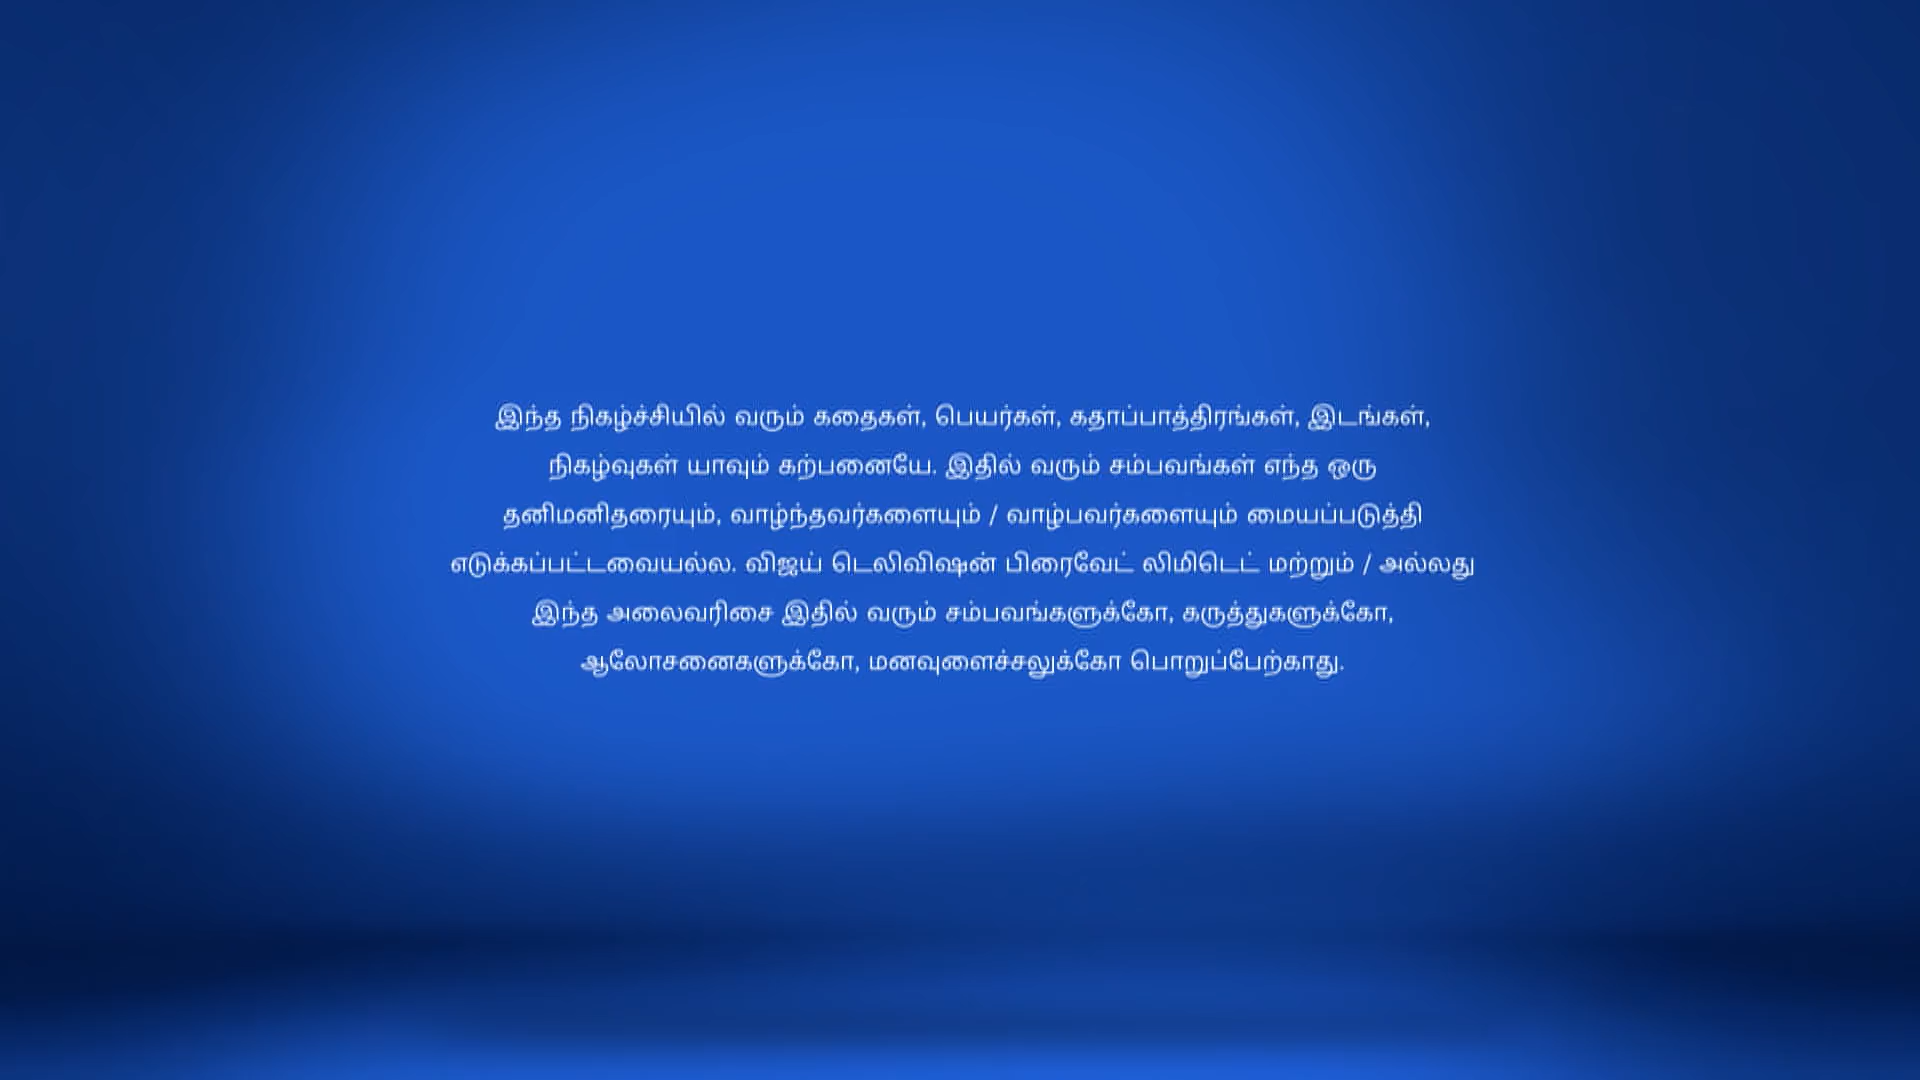 இந்த நிகழ்ச்சியில் வரும் கதைகள், பெயர்கள், கதாப்பாத்திரங்கள், இடங்கள்,
நிகழ்வுகள் யாவும் கற்பனையே. இதில் வரும் சம்பவங்கள் எந்த ஒரு
தனிமனிதரையும், வாழ்ந்தவர்களையும் / வாழ்பவர்களையும் மையப்படுத்தி
எடுக்கப்பட்டவையல்ல. விஜய் டெலிவிஷன் பிரைவேட் லிமிடெட் மற்றும் / அல்லது
இந்த அலைவரிசை இதில் வரும் சம்பவங்களுக்கோ, கருத்துகளுக்கோ,
ஆலோசனைகளுக்கோ, மனவுளைச்சலுக்கோ பொறுப்பேற்காது.